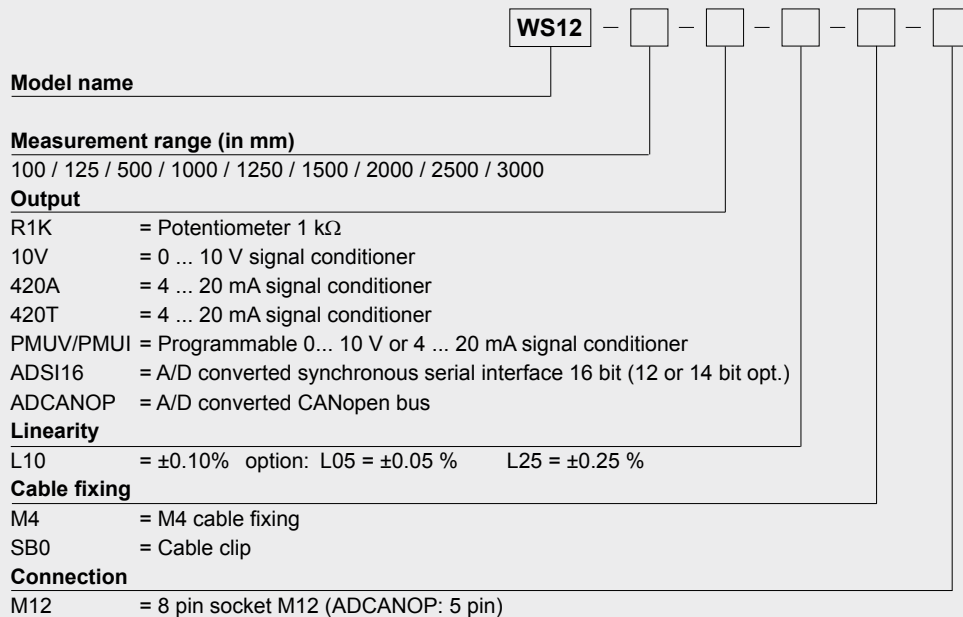 WS12 – – – – –
Model name
Measurement range (in mm)
100 / 125 / 500 / 1000 / 1250 / 1500 / 2000 / 2500 / 3000
Output
R1K = Potentiometer 1 kΩ
10V = 0 ... 10 V signal conditioner
420A = 4 ... 20 mA signal conditioner
420T = 4 ... 20 mA signal conditioner
PMUV/PMUI = Programmable 0... 10 V or 4 ... 20 mA signal conditioner
ADSI16 = A/D converted synchronous serial interface 16 bit (12 or 14 bit opt.)
ADCANOP = A/D converted CANopen bus
Linearity
L10 = ±0.10% option: L05 = ±0.05 % L25 = ±0.25 %
Cable fixing
M4 = M4 cable fixing
SB0 = Cable clip
Connection
M12 = 8 pin socket M12 (ADCANOP: 5 pin)